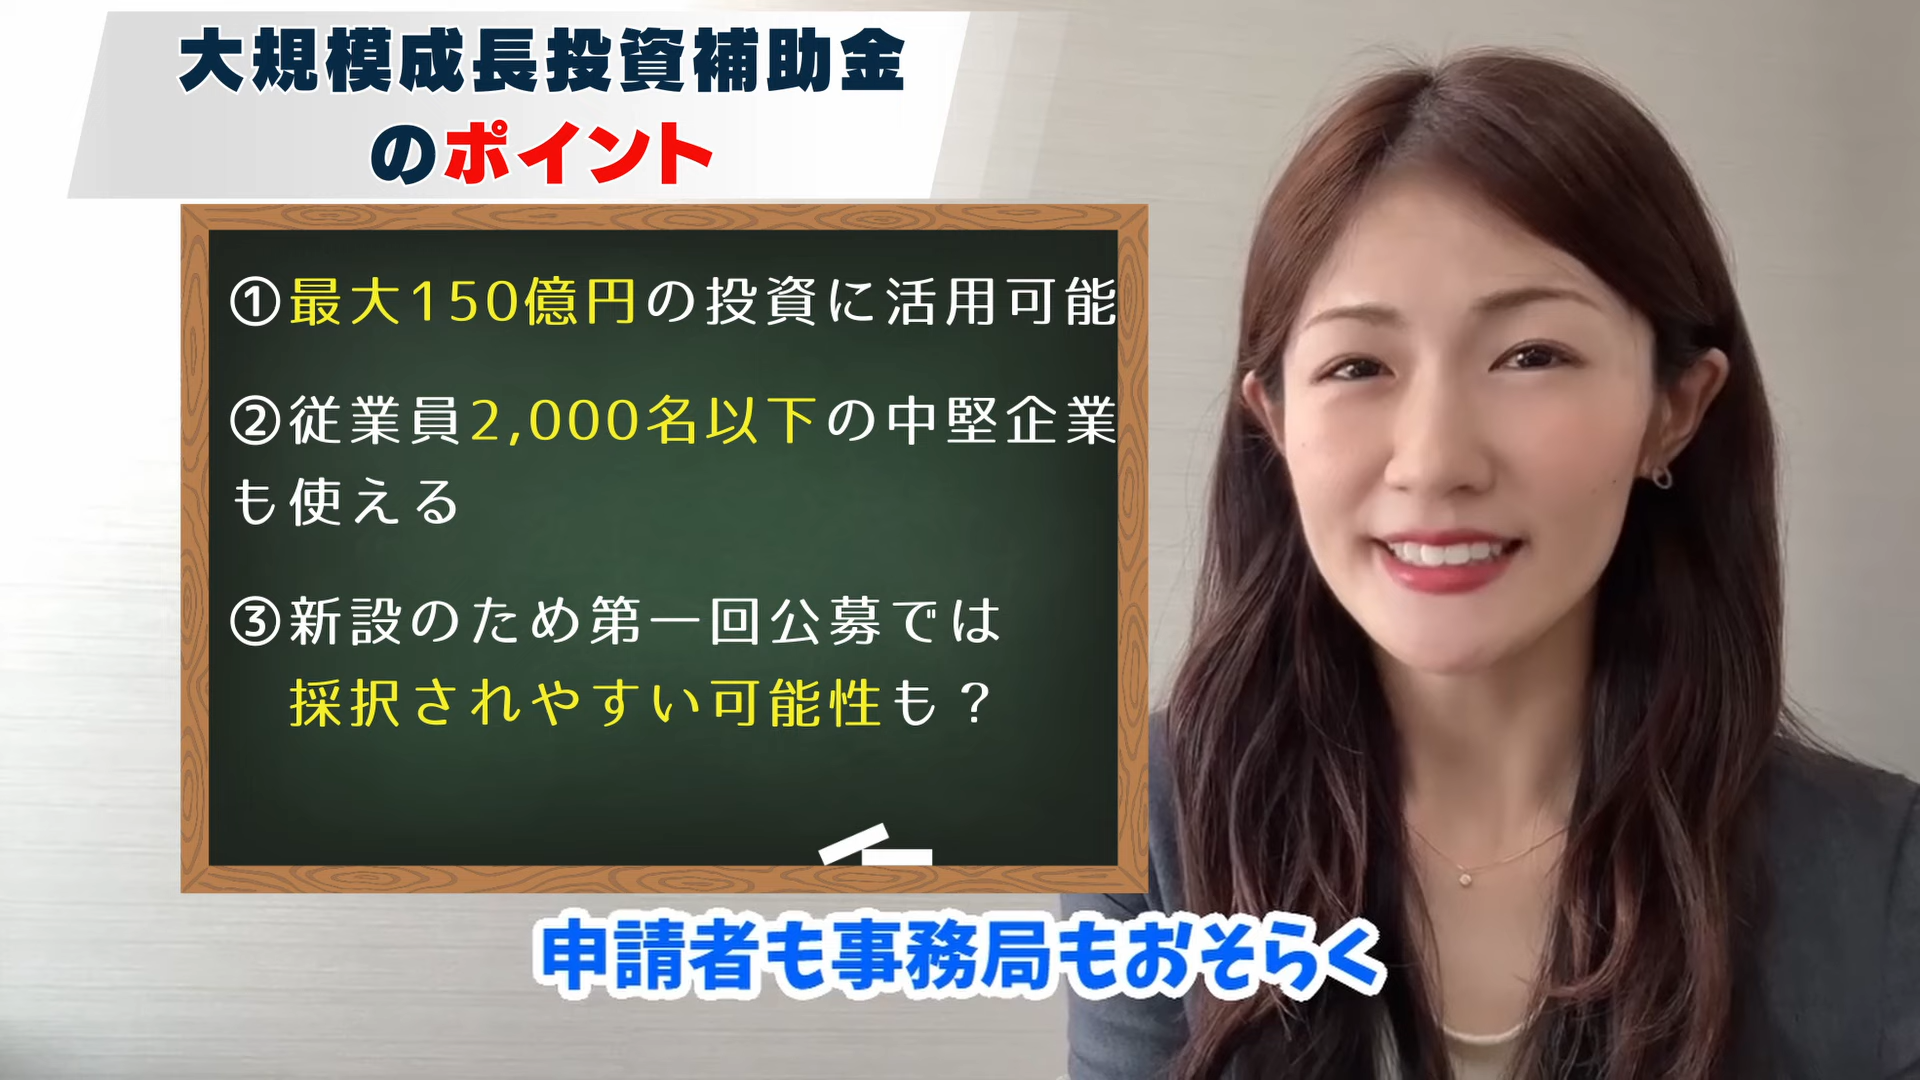 大規模成長投資補助金
のポイント
①最大150億円の投資に活用可能
②従業員2,000名以下の中堅企業
も使える
③新設のため第一回公募では
採択されやすい可能性も？
申請者も事務局もおそらく